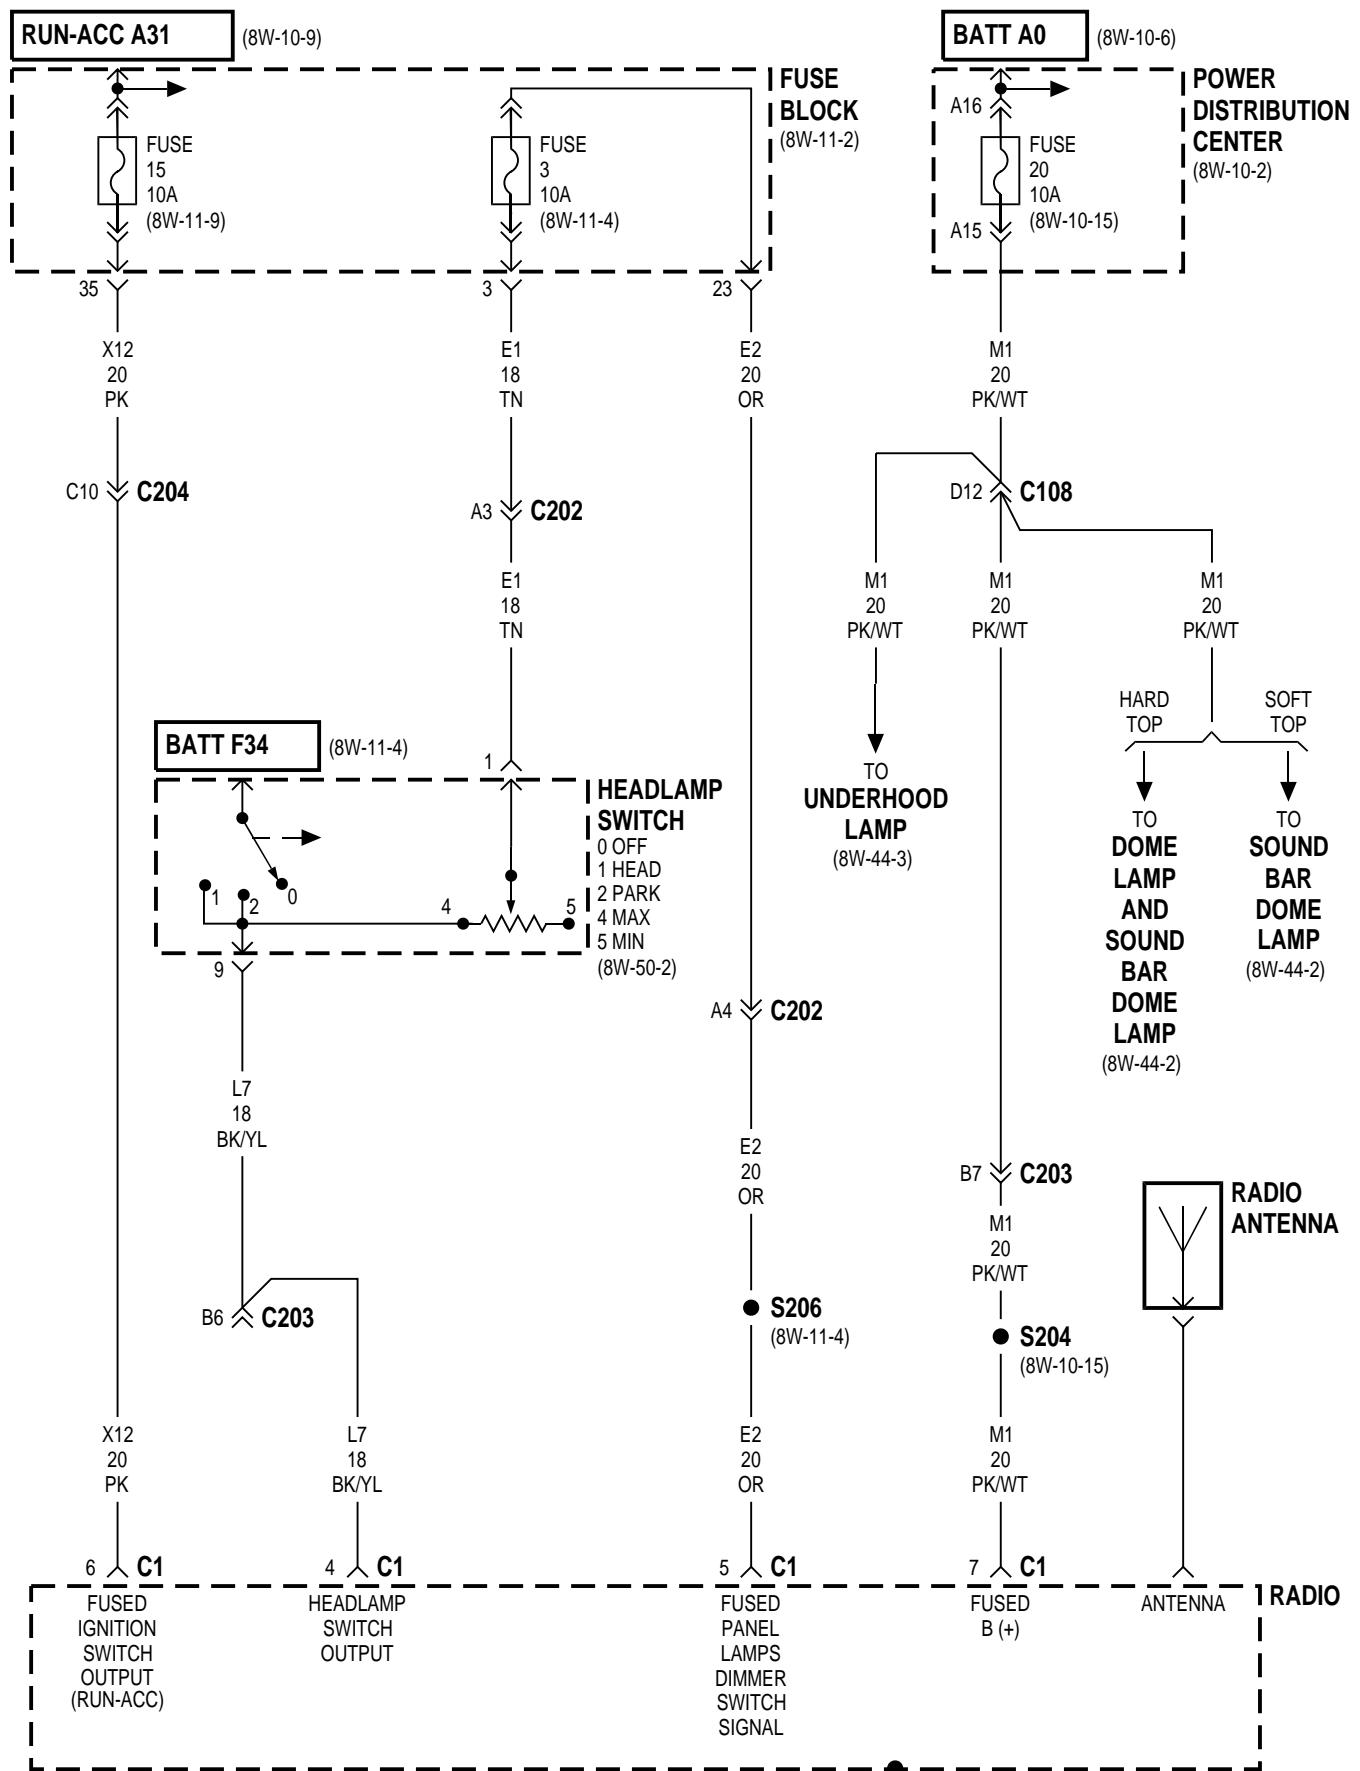 RUN-ACC A31
(8W-10-9)
BATT A0
(8W-10-6)
FUSE
BLOCK
(8W-11-2)
POWER
DISTRIBUTION
CENTER
(8W-10-2)
FUSE
15
10A
(8W-11-9)
FUSE
3
10A
(8W-11-4)
A16
FUSE
20
10A
(8W-10-15)
A15
35
3
23
X12
20
PK
E1
18
TN
E2
20
OR
M1
20
PK/WT
C10
C204
A3
C202
D12
C108
E1
18
TN
M1
20
PK/WT
M1
20
PK/WT
M1
20
PK/WT
HARD
TOP
SOFT
TOP
BATT F34
(8W-11-4)
1
HEADLAMP
SWITCH
0 OFF
1 HEAD
2 PARK
4 MAX
5 MIN
(8W-50-2)
1
2
0
4
5
9
TO
UNDERHOOD
LAMP
(8W-44-3)
TO
DOME
LAMP
AND
SOUND
BAR
DOME
LAMP
(8W-44-2)
TO
SOUND
BAR
DOME
LAMP
(8W-44-2)
A4
C202
L7
18
BK/YL
E2
20
OR
B7
C203
M1
20
PK/WT
RADIO
ANTENNA
B6
C203
S206
(8W-11-4)
S204
(8W-10-15)
X12
20
PK
L7
18
BK/YL
E2
20
OR
M1
20
PK/WT
6
C1
4
C1
5
C1
7
C1
RADIO
FUSED
IGNITION
SWITCH
OUTPUT
(RUN-ACC)
HEADLAMP
SWITCH
OUTPUT
FUSED
PANEL
LAMPS
DIMMER
SWITCH
SIGNAL
FUSED
B (+)
ANTENNA